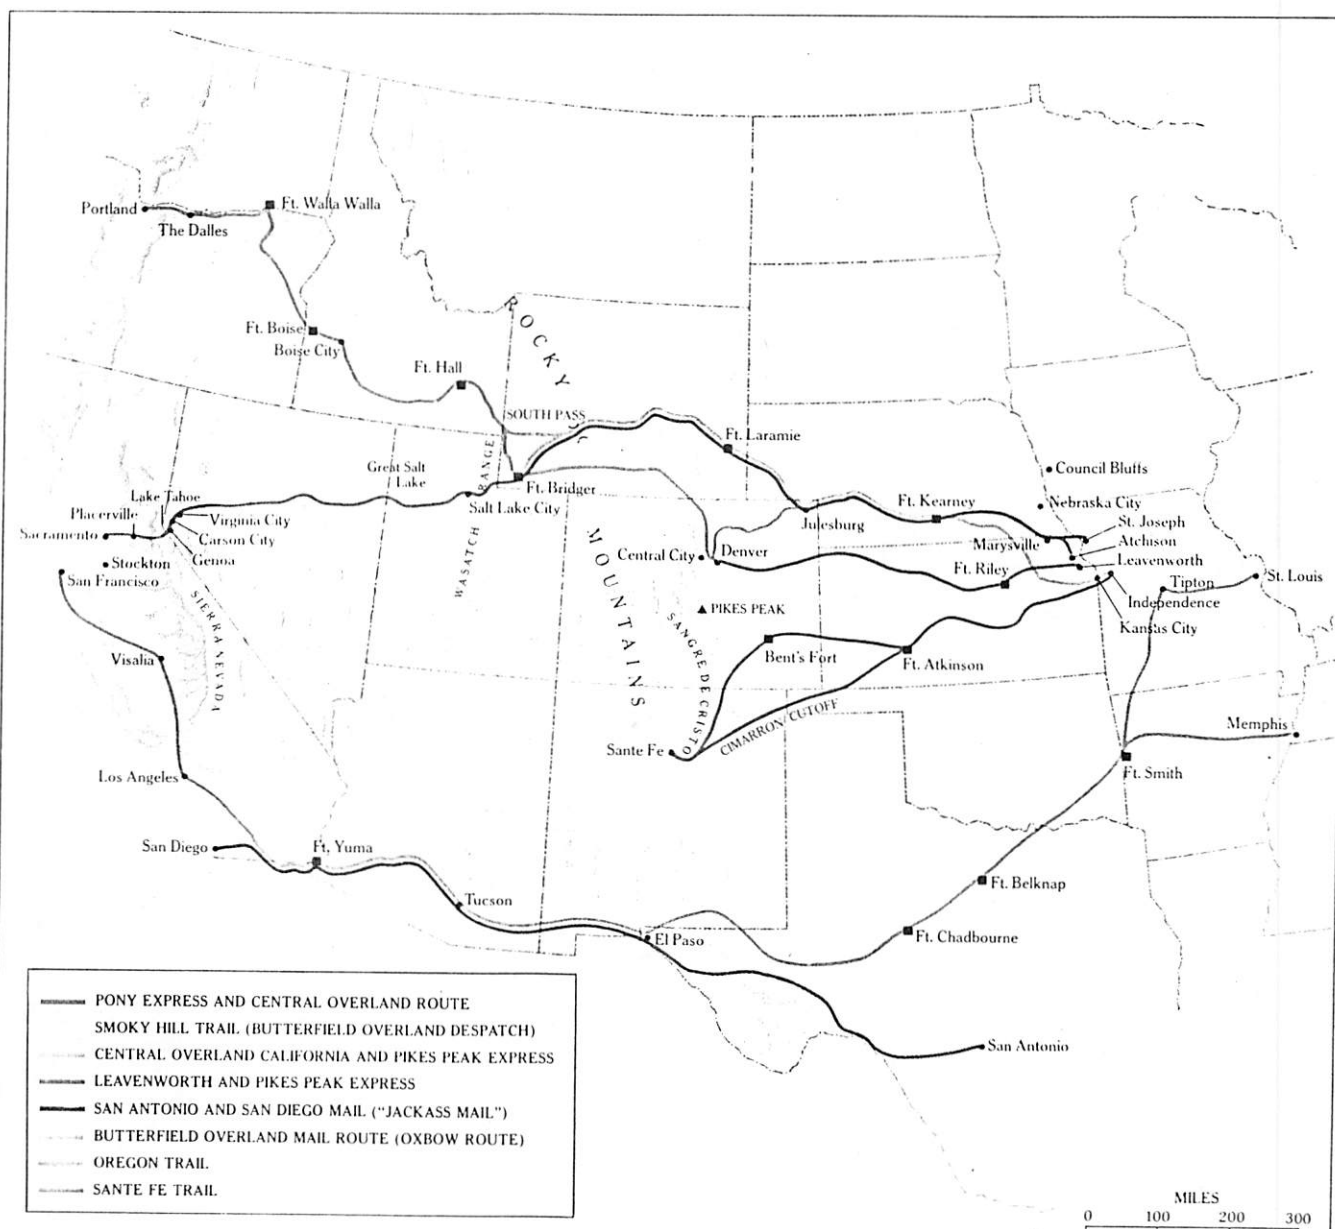 Portland
The Dalles
Ft. Walla Walla
Ft. Boise
Boise City
Ft. Hall
ROCKY
MOUNTAINS
SOUTH PASS
Ft. Laramie
Great Salt
Lake
WASATCH RANGE
Ft. Bridger
Salt Lake City
Julesburg
Ft. Kearney
Council Bluffs
Nebraska City
St. Joseph
Marysville
Atchison
Leavenworth
Lake Tahoe
Placerville
Virginia City
Sacramento
Carson City
Genoa
Stockton
San Francisco
SIERRA NEVADA
Central City
Denver
Ft. Riley
Tipton
St. Louis
Independence
Kansas City
PIKES PEAK
SANGRE DE CRISTO
Bent's Fort
Ft. Atkinson
Visalia
Sante Fe
CIMARRON CUTOFF
Memphis
Ft. Smith
Los Angeles
San Diego
Ft. Yuma
Tucson
Ft. Belknap
El Paso
Ft. Chadbourne
San Antonio
PONY EXPRESS AND CENTRAL OVERLAND ROUTE
SMOKY HILL TRAIL (BUTTERFIELD OVERLAND DESPATCH)
CENTRAL OVERLAND CALIFORNIA AND PIKES PEAK EXPRESS
LEAVENWORTH AND PIKES PEAK EXPRESS
SAN ANTONIO AND SAN DIEGO MAIL ("JACKASS MAIL")
BUTTERFIELD OVERLAND MAIL ROUTE (OXBOW ROUTE)
OREGON TRAIL
SANTE FE TRAIL
MILES
0 100 200 300